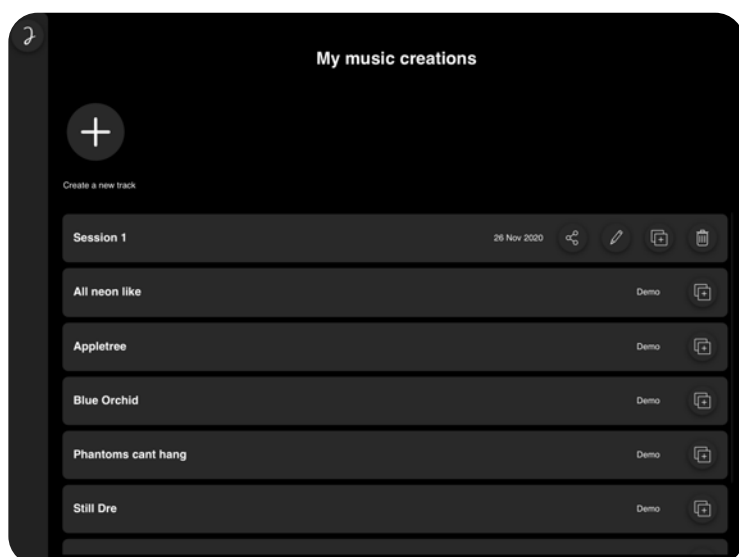 My music creations
Create a new track
Session 1 26 Nov 2020
All neon like Demo
Appletree Demo
Blue Orchid Demo
Phantoms cant hang Demo
Still Dre Demo